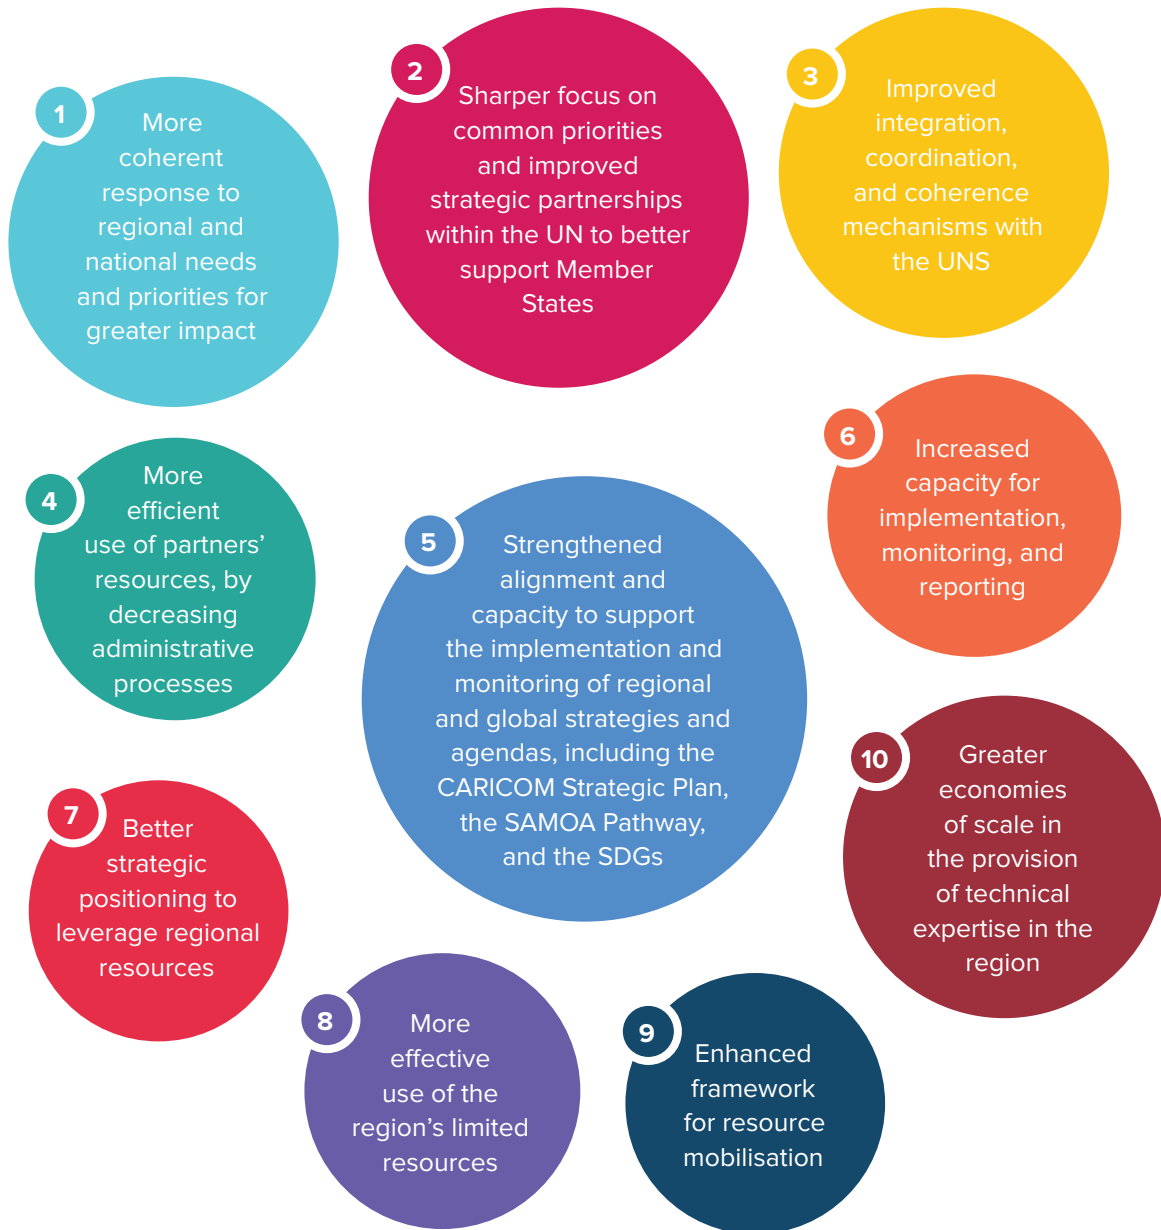 1
More
coherent
response to
regional and
national needs
and priorities for
greater impact
2
Sharper focus on
common priorities
and improved
strategic partnerships
within the UN to better
support Member
States
3
Improved
integration,
coordination,
and coherence
mechanisms with
the UNS
4
More
efficient
use of partners’
resources, by
decreasing
administrative
processes
5
Strengthened
alignment and
capacity to support
the implementation and
monitoring of regional
and global strategies and
agendas, including the
CARICOM Strategic Plan,
the SAMOA Pathway,
and the SDGs
6
Increased
capacity for
implementation,
monitoring, and
reporting
7
Better
strategic
positioning to
leverage regional
resources
8
More
effective
use of the
region’s limited
resources
9
Enhanced
framework
for resource
mobilisation
10
Greater
economies
of scale in
the provision
of technical
expertise in the
region